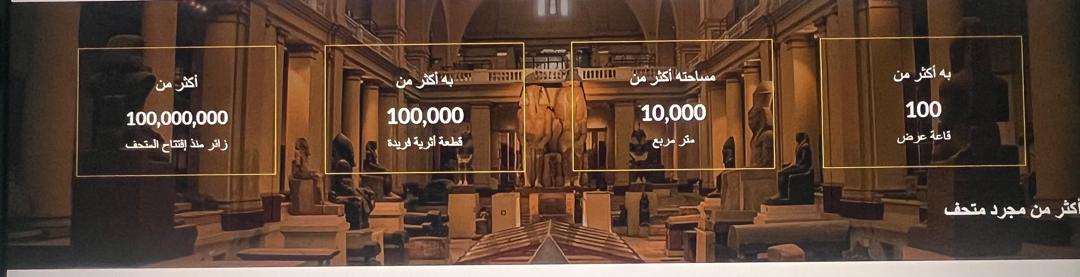 به أكثر من
100
قاعة عرض
مساحته أكثر من
10,000
متر مربع
به أكثر من
100,000
قطعة أثرية فريدة
أكثر من
100,000,000
زائر منذ إفتتاح المتحف
أكثر من مجرد متحف